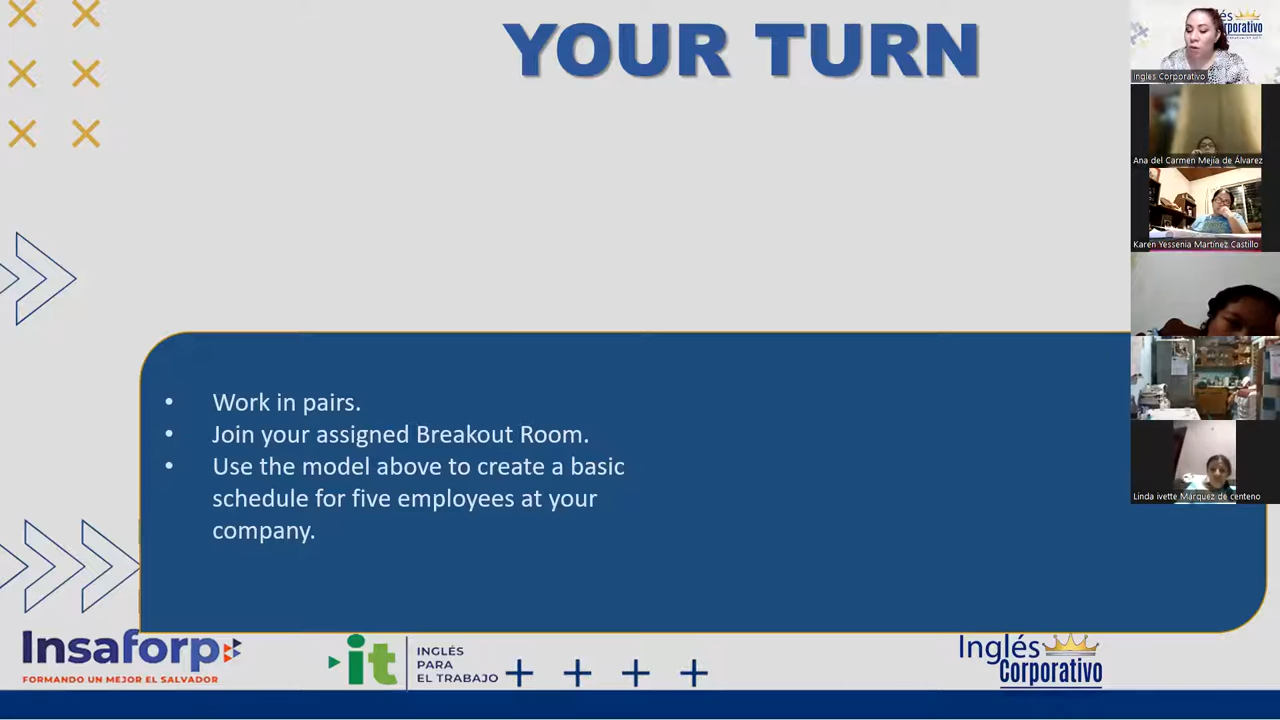 YOUR TURN
• Work in pairs.
• Join your assigned Breakout Room.
• Use the model above to create a basic
schedule for five employees at your
company.
Insaforp
FORMANDO UN MEJOR EL SALVADOR
it
INGLÉS
PARA
EL TRABAJO
Inglés
Corporativo
Ingles Corporativo
Ana del Carmen Mejía de Álvarez
Karen Yessenia Martínez Castillo
Linda ivette Márquez de centeno